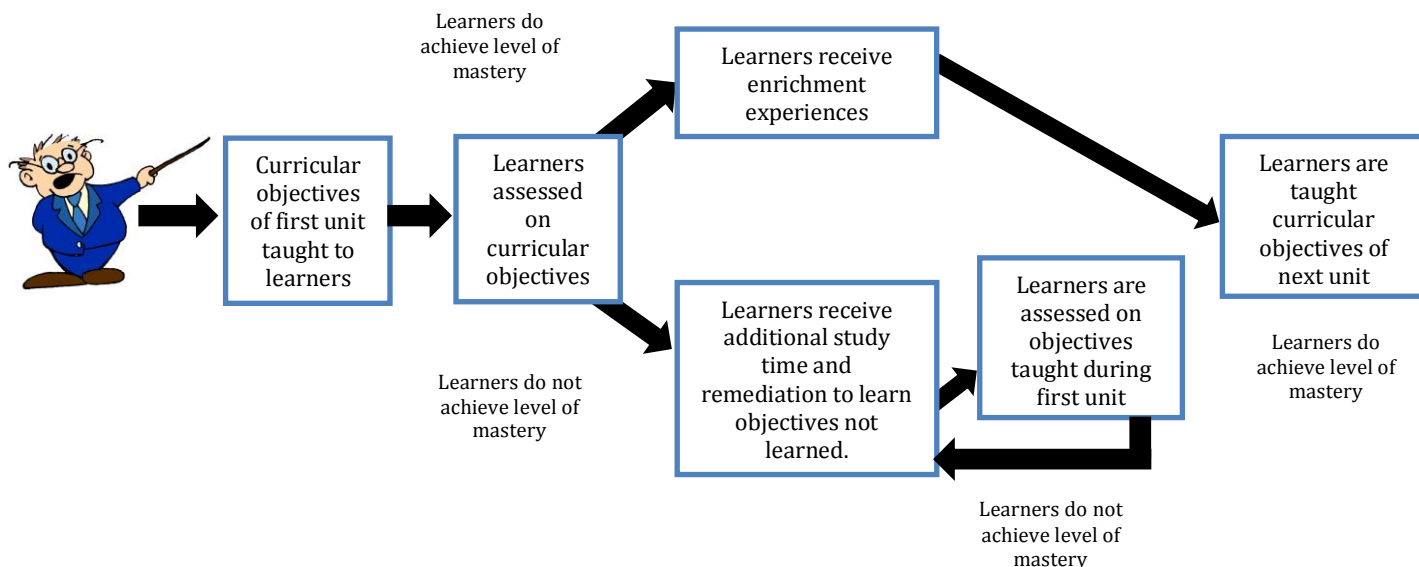 Learners do
achieve level of
mastery
Curricular
objectives
of first unit
taught to
learners
Learners
assessed
on
curricular
objectives
Learners receive
enrichment
experiences
Learners do not
achieve level of
mastery
Learners receive
additional study
time and
remediation to learn
objectives not
learned.
Learners are
assessed on
objectives
taught during
first unit
Learners do not
achieve level of
mastery
Learners are
taught
curricular
objectives of
next unit
Learners do
achieve level of
mastery